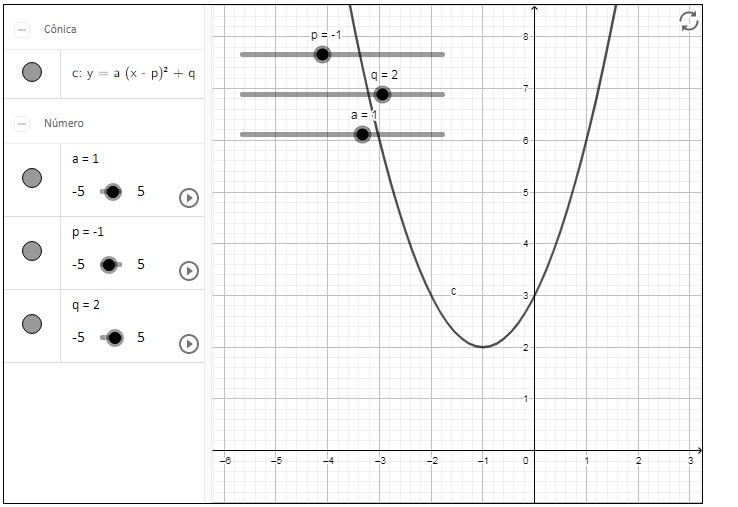 Cônica
c: y = a (x - p)² + q
Número
a = 1
-5 5
p = -1
-5 5
q = 2
-5 5
p = -1
q = 2
a = 1
c
8
7
6
5
4
3
2
1
-6 -5 -4 -3 -2 -1 0 1 2 3